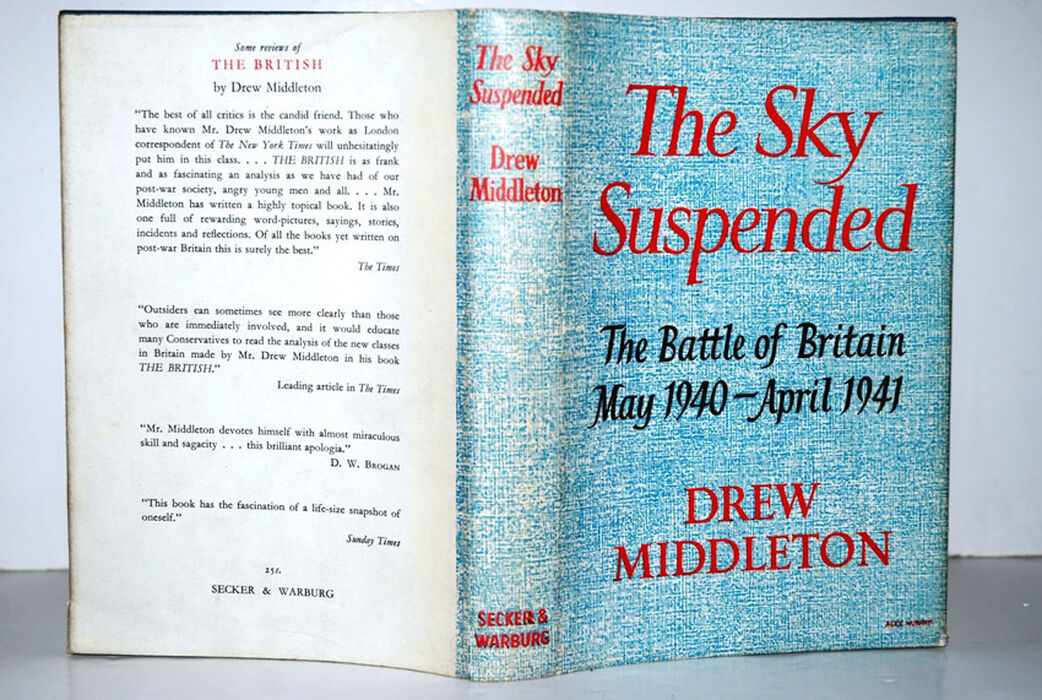 Some reviews of
THE BRITISH
by Drew Middleton
"The best of all critics is the candid friend. Those who
have known Mr. Drew Middleton's work as London
correspondent of The New York Times will unhesitatingly
put him in this class. . . . THE BRITISH is as frank
and as fascinating an analysis as we have had of our
post-war society, angry young men and all. . . . Mr.
Middleton has written a highly topical book. It is also
one full of rewarding word-pictures, sayings, stories,
incidents and reflections. Of all the books yet written on
post-war Britain this is surely the best."
The Times
"Outsiders can sometimes see more clearly than those
who are immediately involved, and it would educate
many Conservatives to read the analysis of the new classes
in Britain made by Mr. Drew Middleton in his book
THE BRITISH."
Leading article in The Times
"Mr. Middleton devotes himself with almost miraculous
skill and sagacity . . . this brilliant apologia."
D. W. BROGAN
"This book has the fascination of a life-size snapshot of
oneself."
Sunday Times
25s.
SECKER & WARBURG
The Sky
Suspended
Drew
Middleton
SECKER &
WARBURG
The Sky
Suspended
The Battle of Britain
May 1940–April 1941
DREW
MIDDLETON